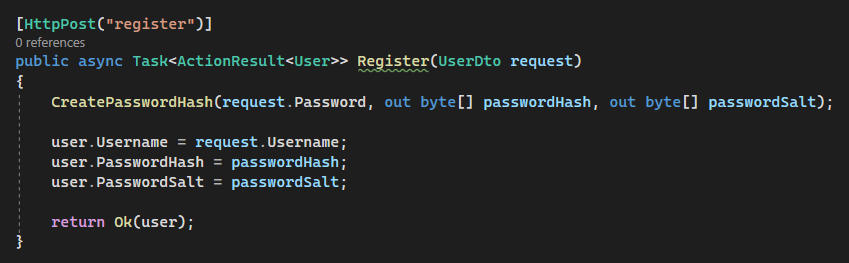 [HttpPost("register")]
0 references
public async Task<ActionResult<User>> Register(UserDto request)
{
CreatePasswordHash(request.Password, out byte[] passwordHash, out byte[] passwordSalt);
user.Username = request.Username;
user.PasswordHash = passwordHash;
user.PasswordSalt = passwordSalt;
return Ok(user);
}